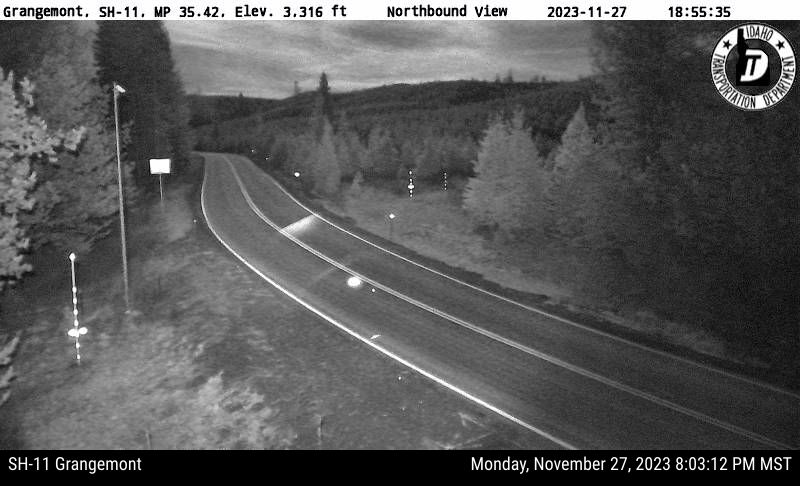 Grangemont, SH-11, MP 35.42, Elev. 3,316 ft Northbound View 2023-11-27 18:55:35
IDAHO
TRANSPORTATION DEPARTMENT
SH-11 Grangemont Monday, November 27, 2023 8:03:12 PM MST